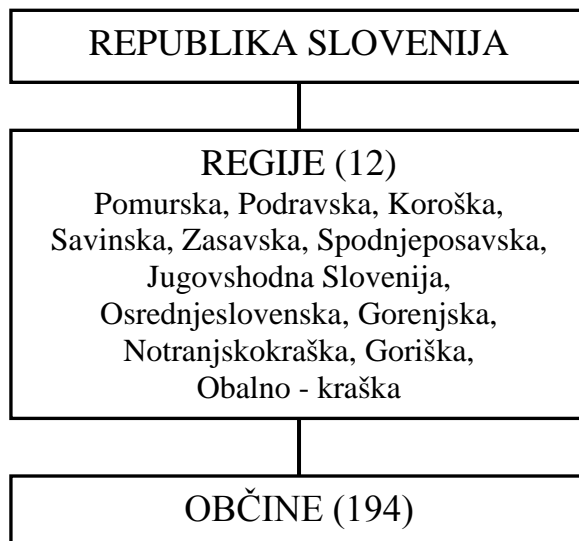 REPUBLIKA SLOVENIJA
REGIJE (12)
Pomurska, Podravska, Koroška,
Savinska, Zasavska, Spodnjeposavska,
Jugovshodna Slovenija,
Osrednjeslovenska, Gorenjska,
Notranjskokraška, Goriška,
Obalno - kraška
OBČINE (194)